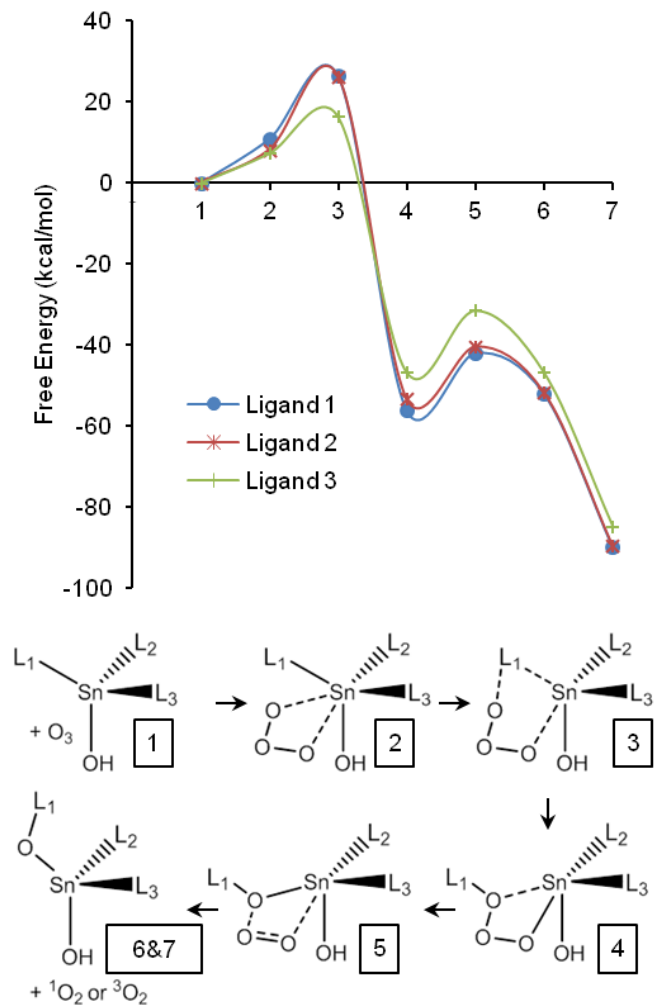 40
20
0
-20
-40
-60
-80
-100
Free Energy (kcal/mol)
1 2 3 4 5 6 7
Ligand 1
Ligand 2
Ligand 3
L₁ L₂ Sn L₃ OH
+ O₃
1
L₁ L₂ Sn L₃ O O O OH
2
L₁ L₂ Sn L₃ O O O OH
3
L₁ O L₂ Sn L₃ OH
6&7
+ ¹O₂ or ³O₂
L₁ L₂ O Sn L₃ O O OH
5
L₁ L₂ O Sn L₃ O O OH
4